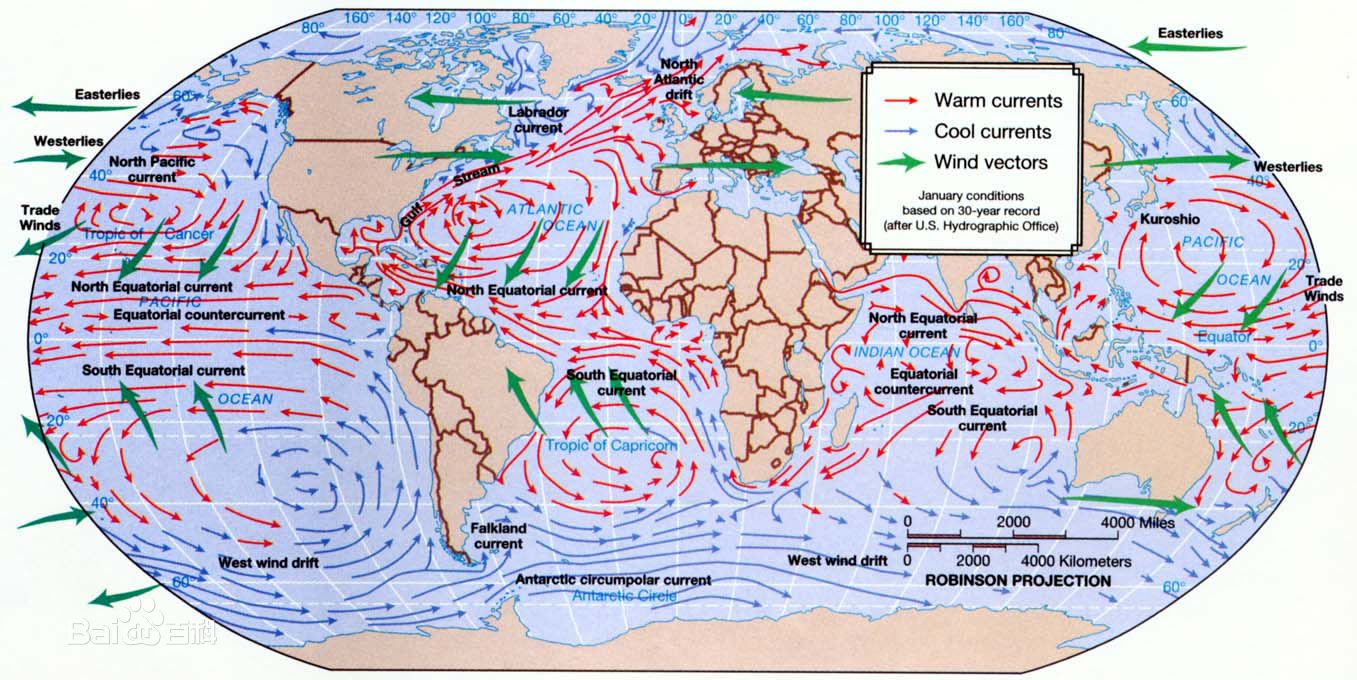 160° 140° 120° 100° 80° 60° 40° 20° 0° 20° 40° 60° 80° 100° 120° 140° 160°
80°
80°
Easterlies
North
Atlantic
drift
Warm currents
Cool currents
Wind vectors
January conditions
based on 30-year record
(after U.S. Hydrographic Office)
Easterlies
60°
60°
Labrador
current
Westerlies
North Pacific
current
40°
Westerlies
40°
Gulf Stream
Trade
Winds
Tropic of Cancer
ATLANTIC
OCEAN
Kuroshio
PACIFIC
OCEAN
20°
20°
Trade
Winds
North Equatorial current
PACIFIC
Equatorial countercurrent
North Equatorial current
North Equatorial
current
Equator
0°
0°
INDIAN OCEAN
South Equatorial current
OCEAN
South Equatorial
current
Equatorial
countercurrent
South Equatorial
current
20°
20°
Tropic of Capricorn
40°
Falkland
current
0 2000 4000 Miles
0 2000 4000 Kilometers
ROBINSON PROJECTION
West wind drift
West wind drift
60°
60°
Antarctic circumpolar current
Antarctic Circle
Bai百科